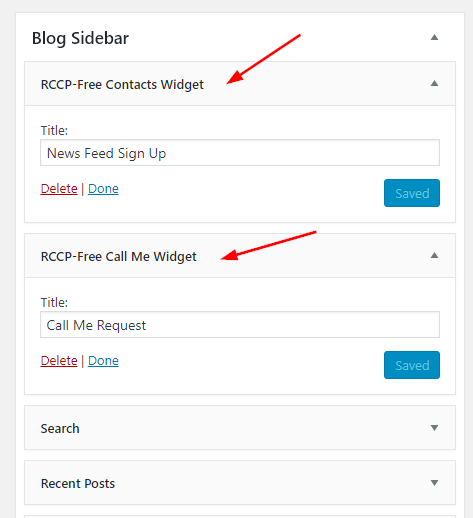 Blog Sidebar
RCCP-Free Contacts Widget
Title:
News Feed Sign Up
Delete | Done
Saved
RCCP-Free Call Me Widget
Title:
Call Me Request
Delete | Done
Saved
Search
Recent Posts